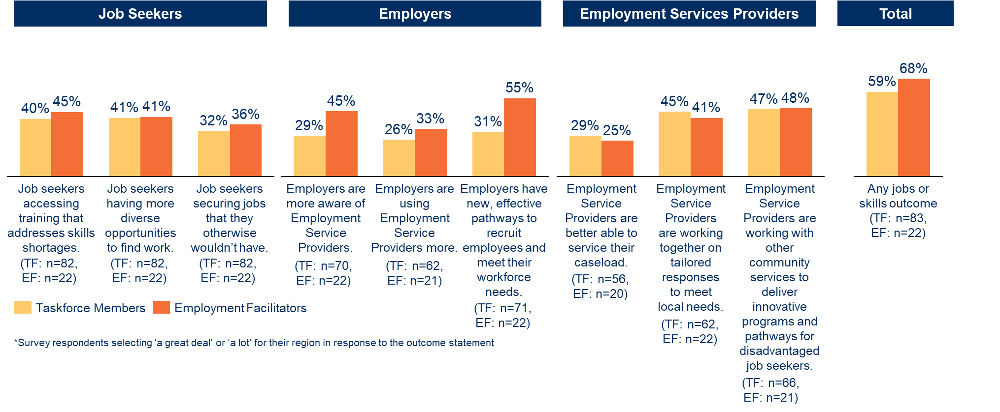 Job Seekers
40%
45%
41%
41%
32%
36%
Job seekers
accessing
training that
addresses skills
shortages.
(TF: n=82,
EF: n=22)
Job seekers
having more
diverse
opportunities
to find work.
(TF: n=82,
EF: n=22)
Job seekers
securing jobs
that they
otherwise
wouldn’t have.
(TF: n=82,
EF: n=22)
Employers
29%
45%
26%
33%
31%
55%
Employers are
more aware of
Employment
Service
Providers.
(TF: n=70,
EF: n=22)
Employers are
using
Employment
Service
Providers more.
(TF: n=62,
EF: n=21)
Employers have
new, effective
pathways to
recruit
employees and
meet their
workforce
needs.
(TF: n=71,
EF: n=22)
Employment Services Providers
29%
25%
45%
41%
47%
48%
Employment
Service
Providers are
better able to
service their
caseload.
(TF: n=56,
EF: n=20)
Employment
Service
Providers
are working
together on
tailored
responses
to meet
local needs.
(TF: n=62,
EF: n=22)
Employment
Service
Providers are
working with
other
community
services to
deliver
innovative
programs and
pathways for
disadvantaged
job seekers.
(TF: n=66,
EF: n=21)
Total
59%
68%
Any jobs or
skills outcome
(TF: n=83,
EF: n=22)
Taskforce Members
Employment Facilitators
*Survey respondents selecting ‘a great deal’ or ‘a lot’ for their region in response to the outcome statement